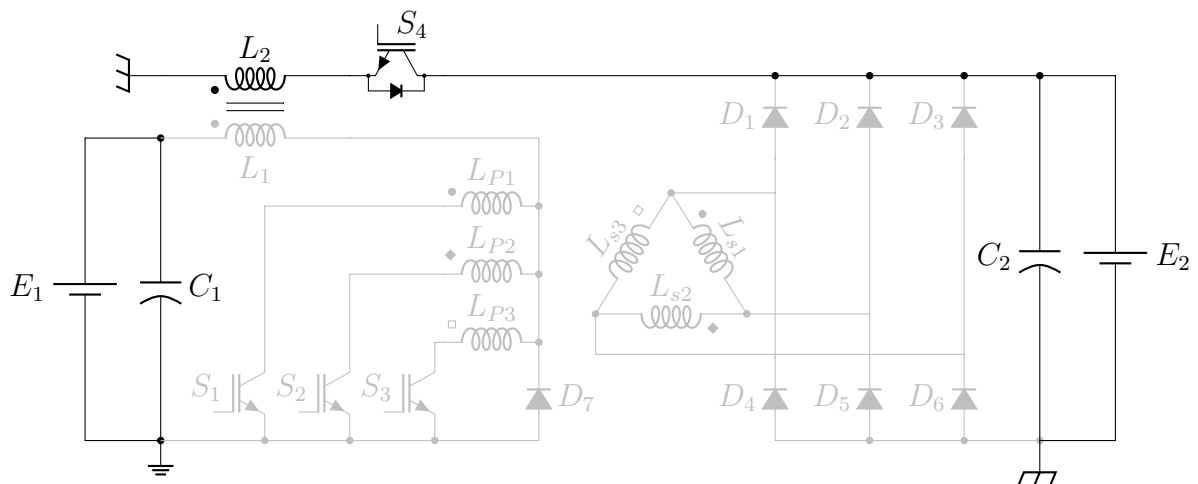 S4
L2
L1
D1
D2
D3
LP1
LP2
LP3
Ls3
Ls1
Ls2
E1
C1
C2
E2
S1
S2
S3
D7
D4
D5
D6